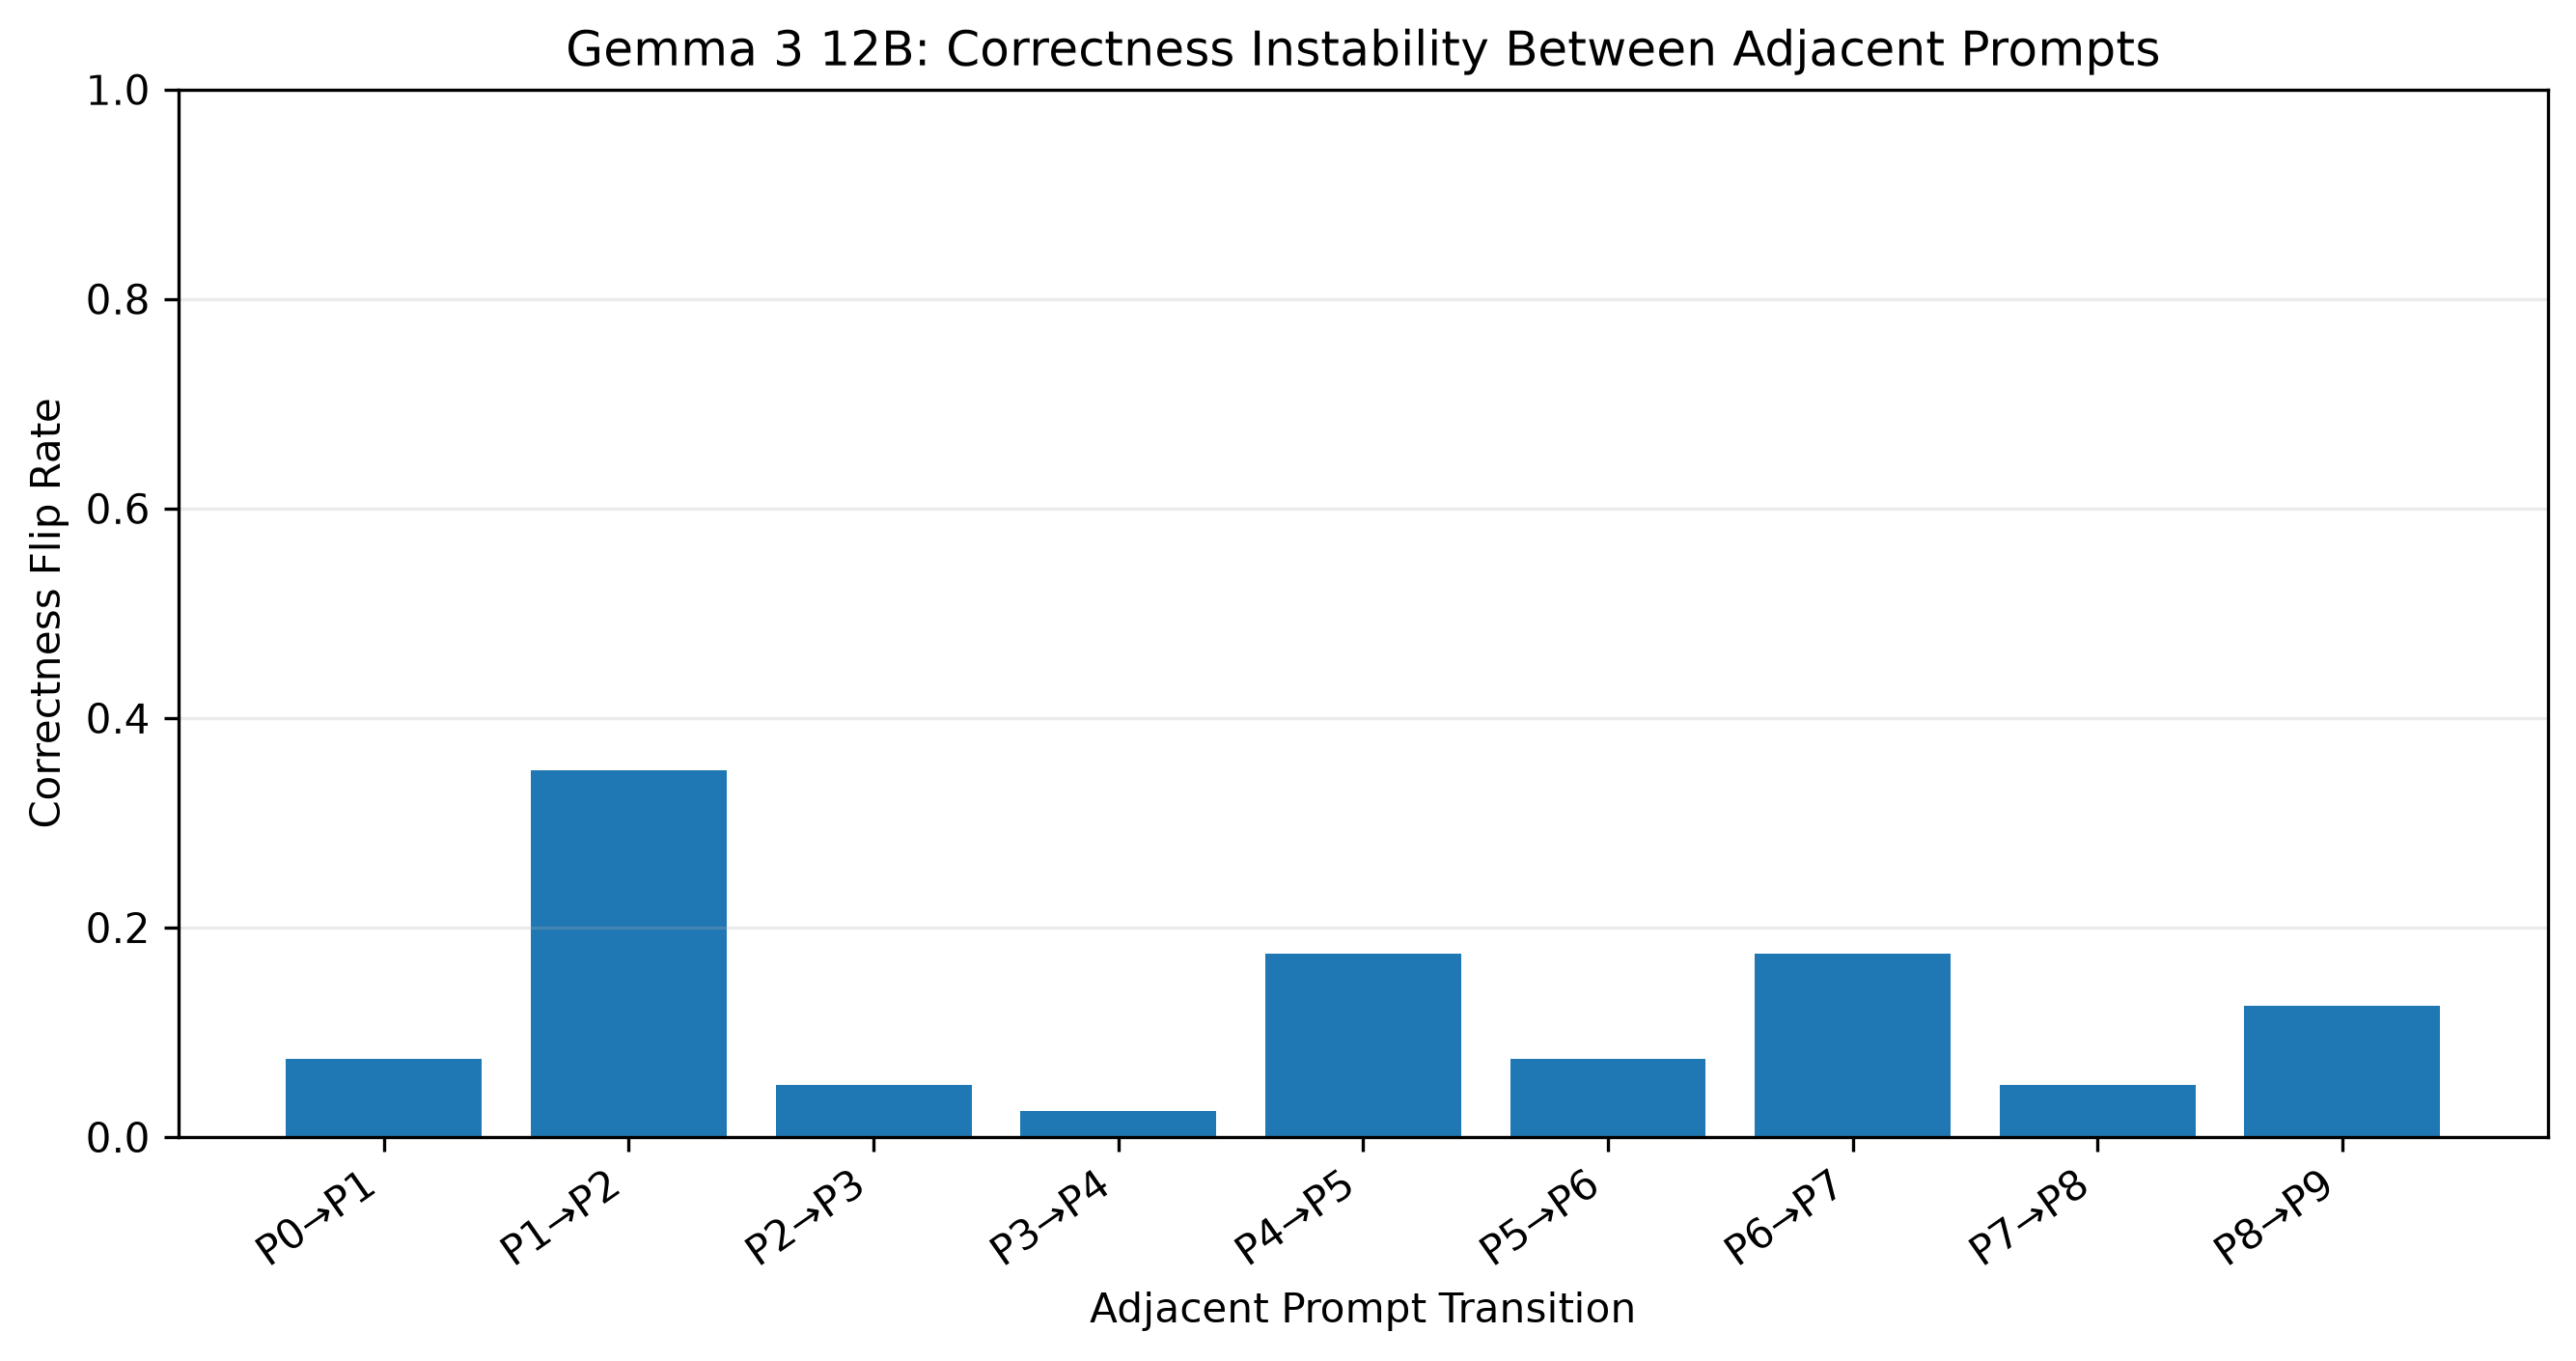 Gemma 3 12B: Correctness Instability Between Adjacent Prompts
1.0
0.8
0.6
0.4
0.2
0.0
Correctness Flip Rate
P0→P1
P1→P2
P2→P3
P3→P4
P4→P5
P5→P6
P6→P7
P7→P8
P8→P9
Adjacent Prompt Transition